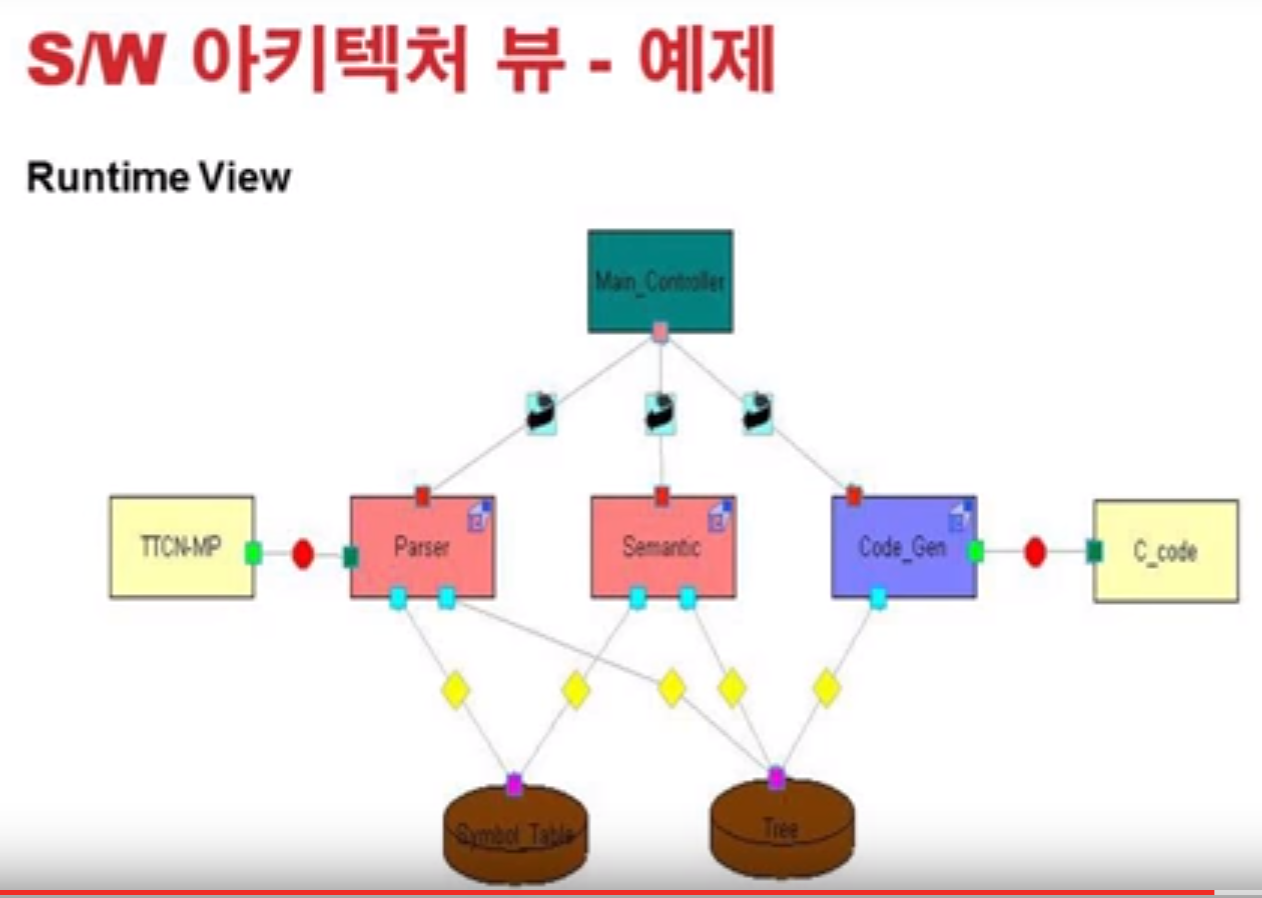 S/W 아키텍처 뷰 - 예제
Runtime View
Main_Controller
TTCN-MP
Parser
Semantic
Code_Gen
C_code
Symbol_Table
Tree